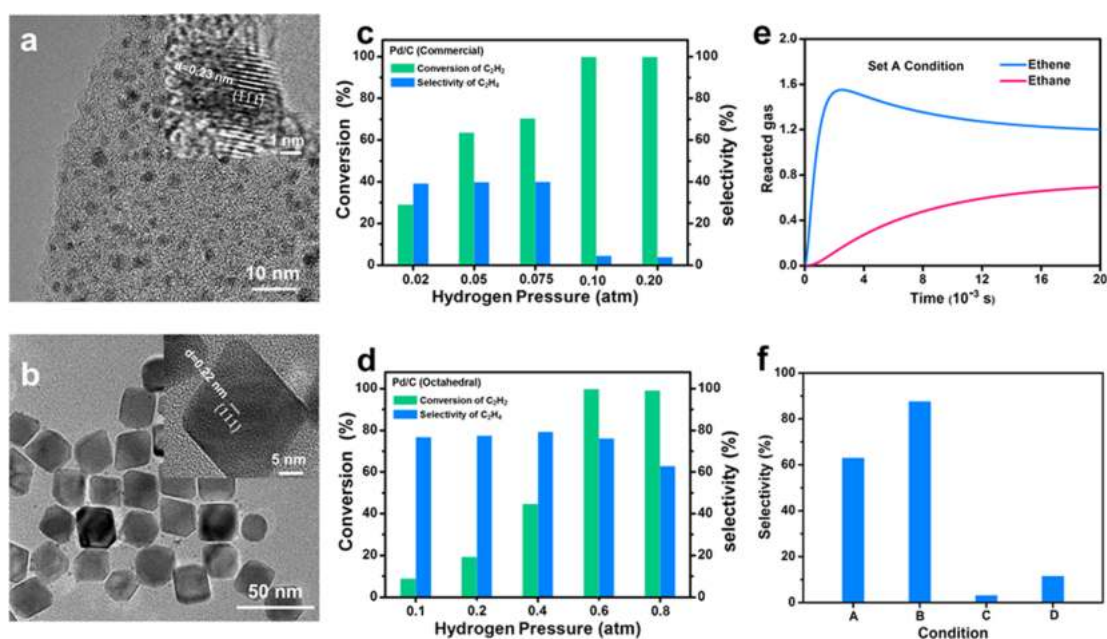 a
d=0.23 nm
{111}
1 nm
10 nm
b
d=0.22 nm
{111}
5 nm
50 nm
c
Pd/C (Commercial)
Conversion of C₂H₂
Selectivity of C₂H₄
Conversion (%)
selectivity (%)
100
80
60
40
20
0
100
80
60
40
20
0
0.02 0.05 0.075 0.10 0.20
Hydrogen Pressure (atm)
d
Pd/C (Octahedral)
Conversion of C₂H₂
Selectivity of C₂H₄
Conversion (%)
selectivity (%)
100
80
60
40
20
0
100
80
60
40
20
0
0.1 0.2 0.4 0.6 0.8
Hydrogen Pressure (atm)
e
Set A Condition
Ethene
Ethane
Reacted gas
2.0
1.6
1.2
0.8
0.4
0.0
0 4 8 12 16 20
Time (10⁻³ s)
f
Selectivity (%)
100
80
60
40
20
0
A B C D
Condition